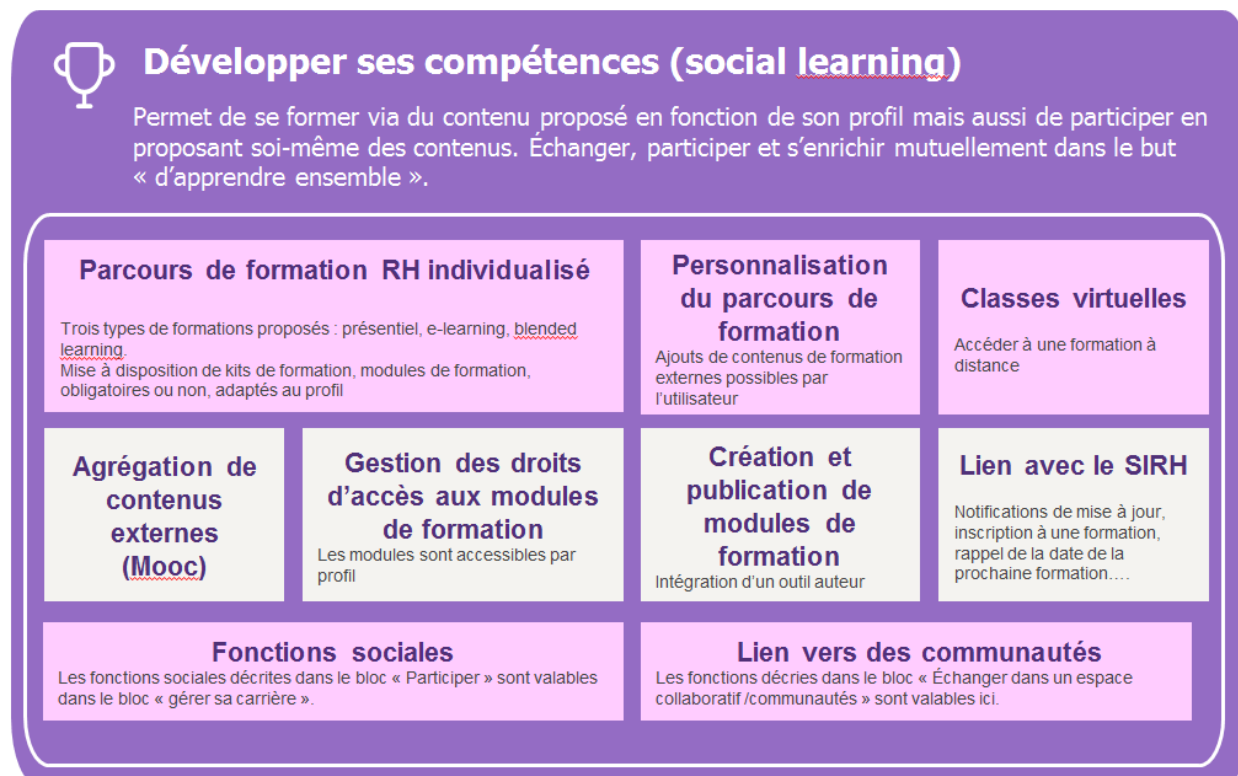 Développer ses compétences (social learning)
Permet de se former via du contenu proposé en fonction de son profil mais aussi de participer en
proposant soi-même des contenus. Échanger, participer et s’enrichir mutuellement dans le but
« d’apprendre ensemble ».
Parcours de formation RH individualisé
Trois types de formations proposés : présentiel, e-learning, blended
learning.
Mise à disposition de kits de formation, modules de formation,
obligatoires ou non, adaptés au profil
Personnalisation
du parcours de
formation
Ajouts de contenus de formation
externes possibles par
l’utilisateur
Classes virtuelles
Accéder à une formation à
distance
Agrégation de
contenus
externes
(Mooc)
Gestion des droits
d’accès aux modules
de formation
Les modules sont accessibles par
profil
Création et
publication de
modules de
formation
Intégration d’un outil auteur
Lien avec le SIRH
Notifications de mise à jour,
inscription à une formation,
rappel de la date de la
prochaine formation….
Fonctions sociales
Les fonctions sociales décrites dans le bloc « Participer » sont valables
dans le bloc « gérer sa carrière ».
Lien vers des communautés
Les fonctions décries dans le bloc « Échanger dans un espace
collaboratif /communautés » sont valables ici.